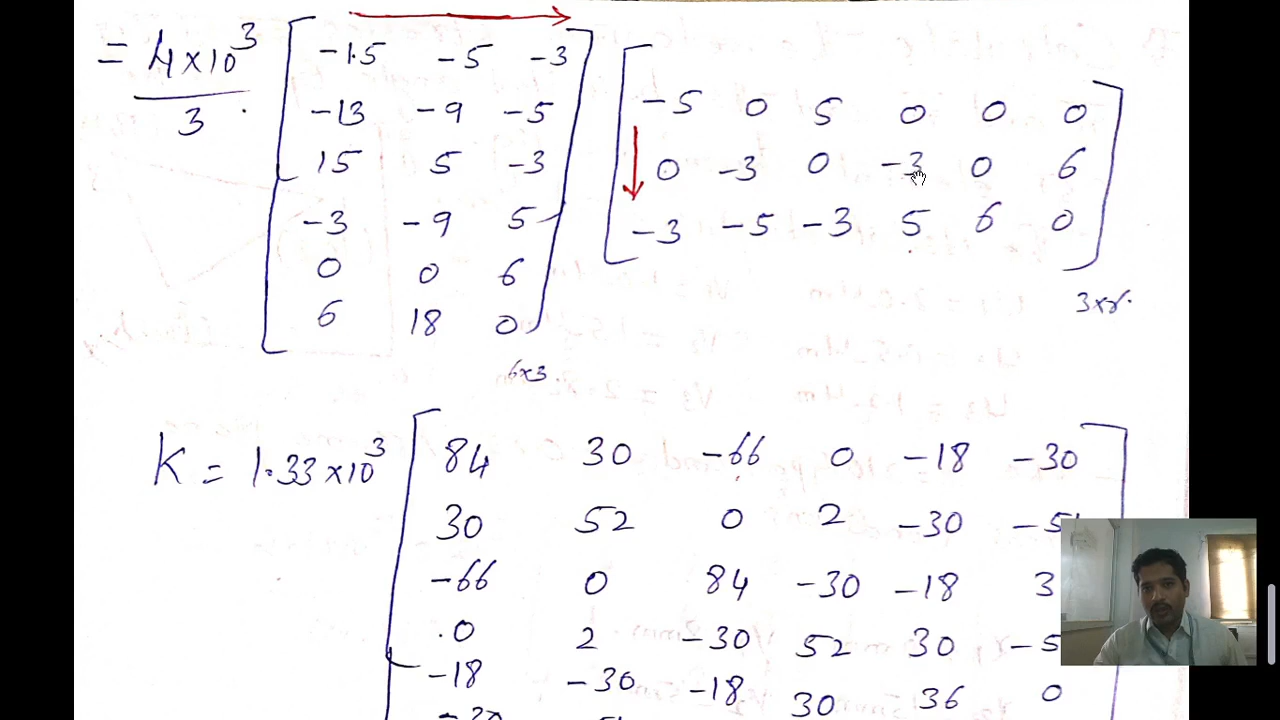 = 4×10³ / 3 · [ -1.5 -5 -3 ] [ -5 0 5 0 0 0 ]
-13 -9 -5 0 -3 0 -3 0 6
15 5 -3 -3 -5 -3 5 6 0
-3 -9 5
0 0 6 3×6
6 18 0
6×3
K = 1.33×10³ [ 84 30 -66 0 -18 -30 ]
30 52 0 2 -30
-66 0 84 -30 -18
0 2 -30 52 30
-18 -30 -18 30 36 0